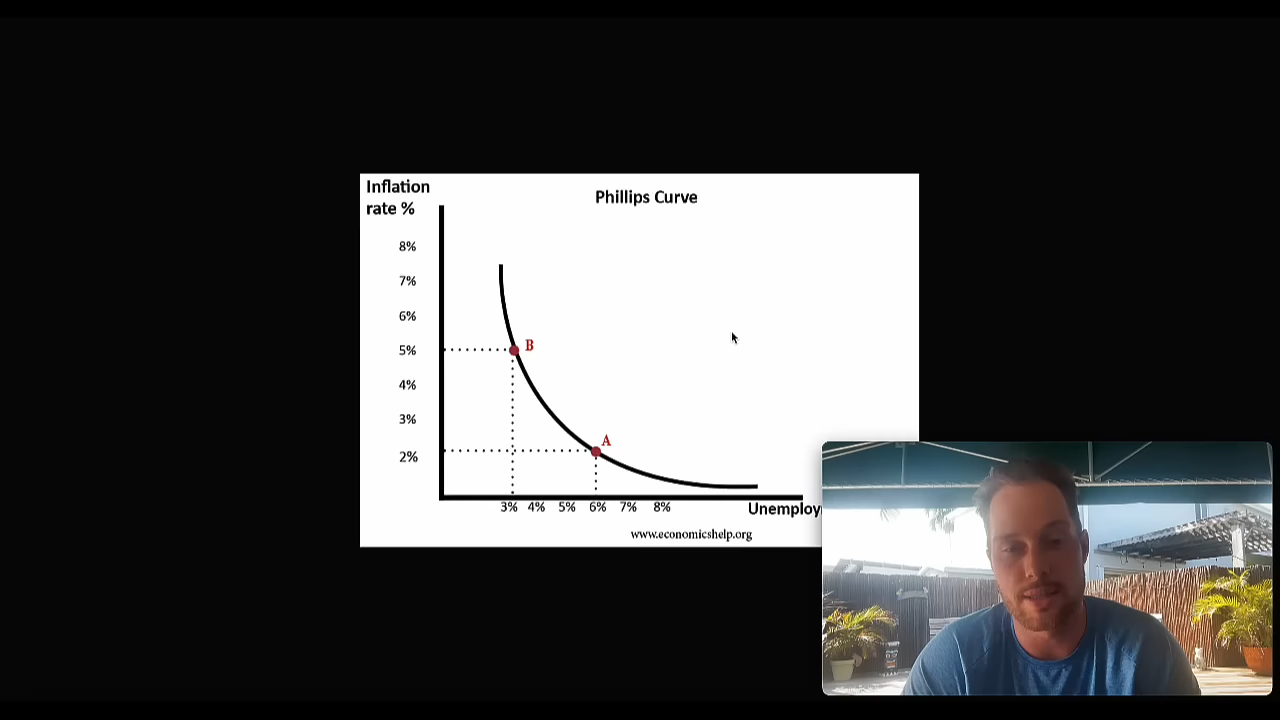 Inflation
rate %
Phillips Curve
8%
7%
6%
5%
4%
3%
2%
B
A
3% 4% 5% 6% 7% 8%
Unemploy
www.economicshelp.org